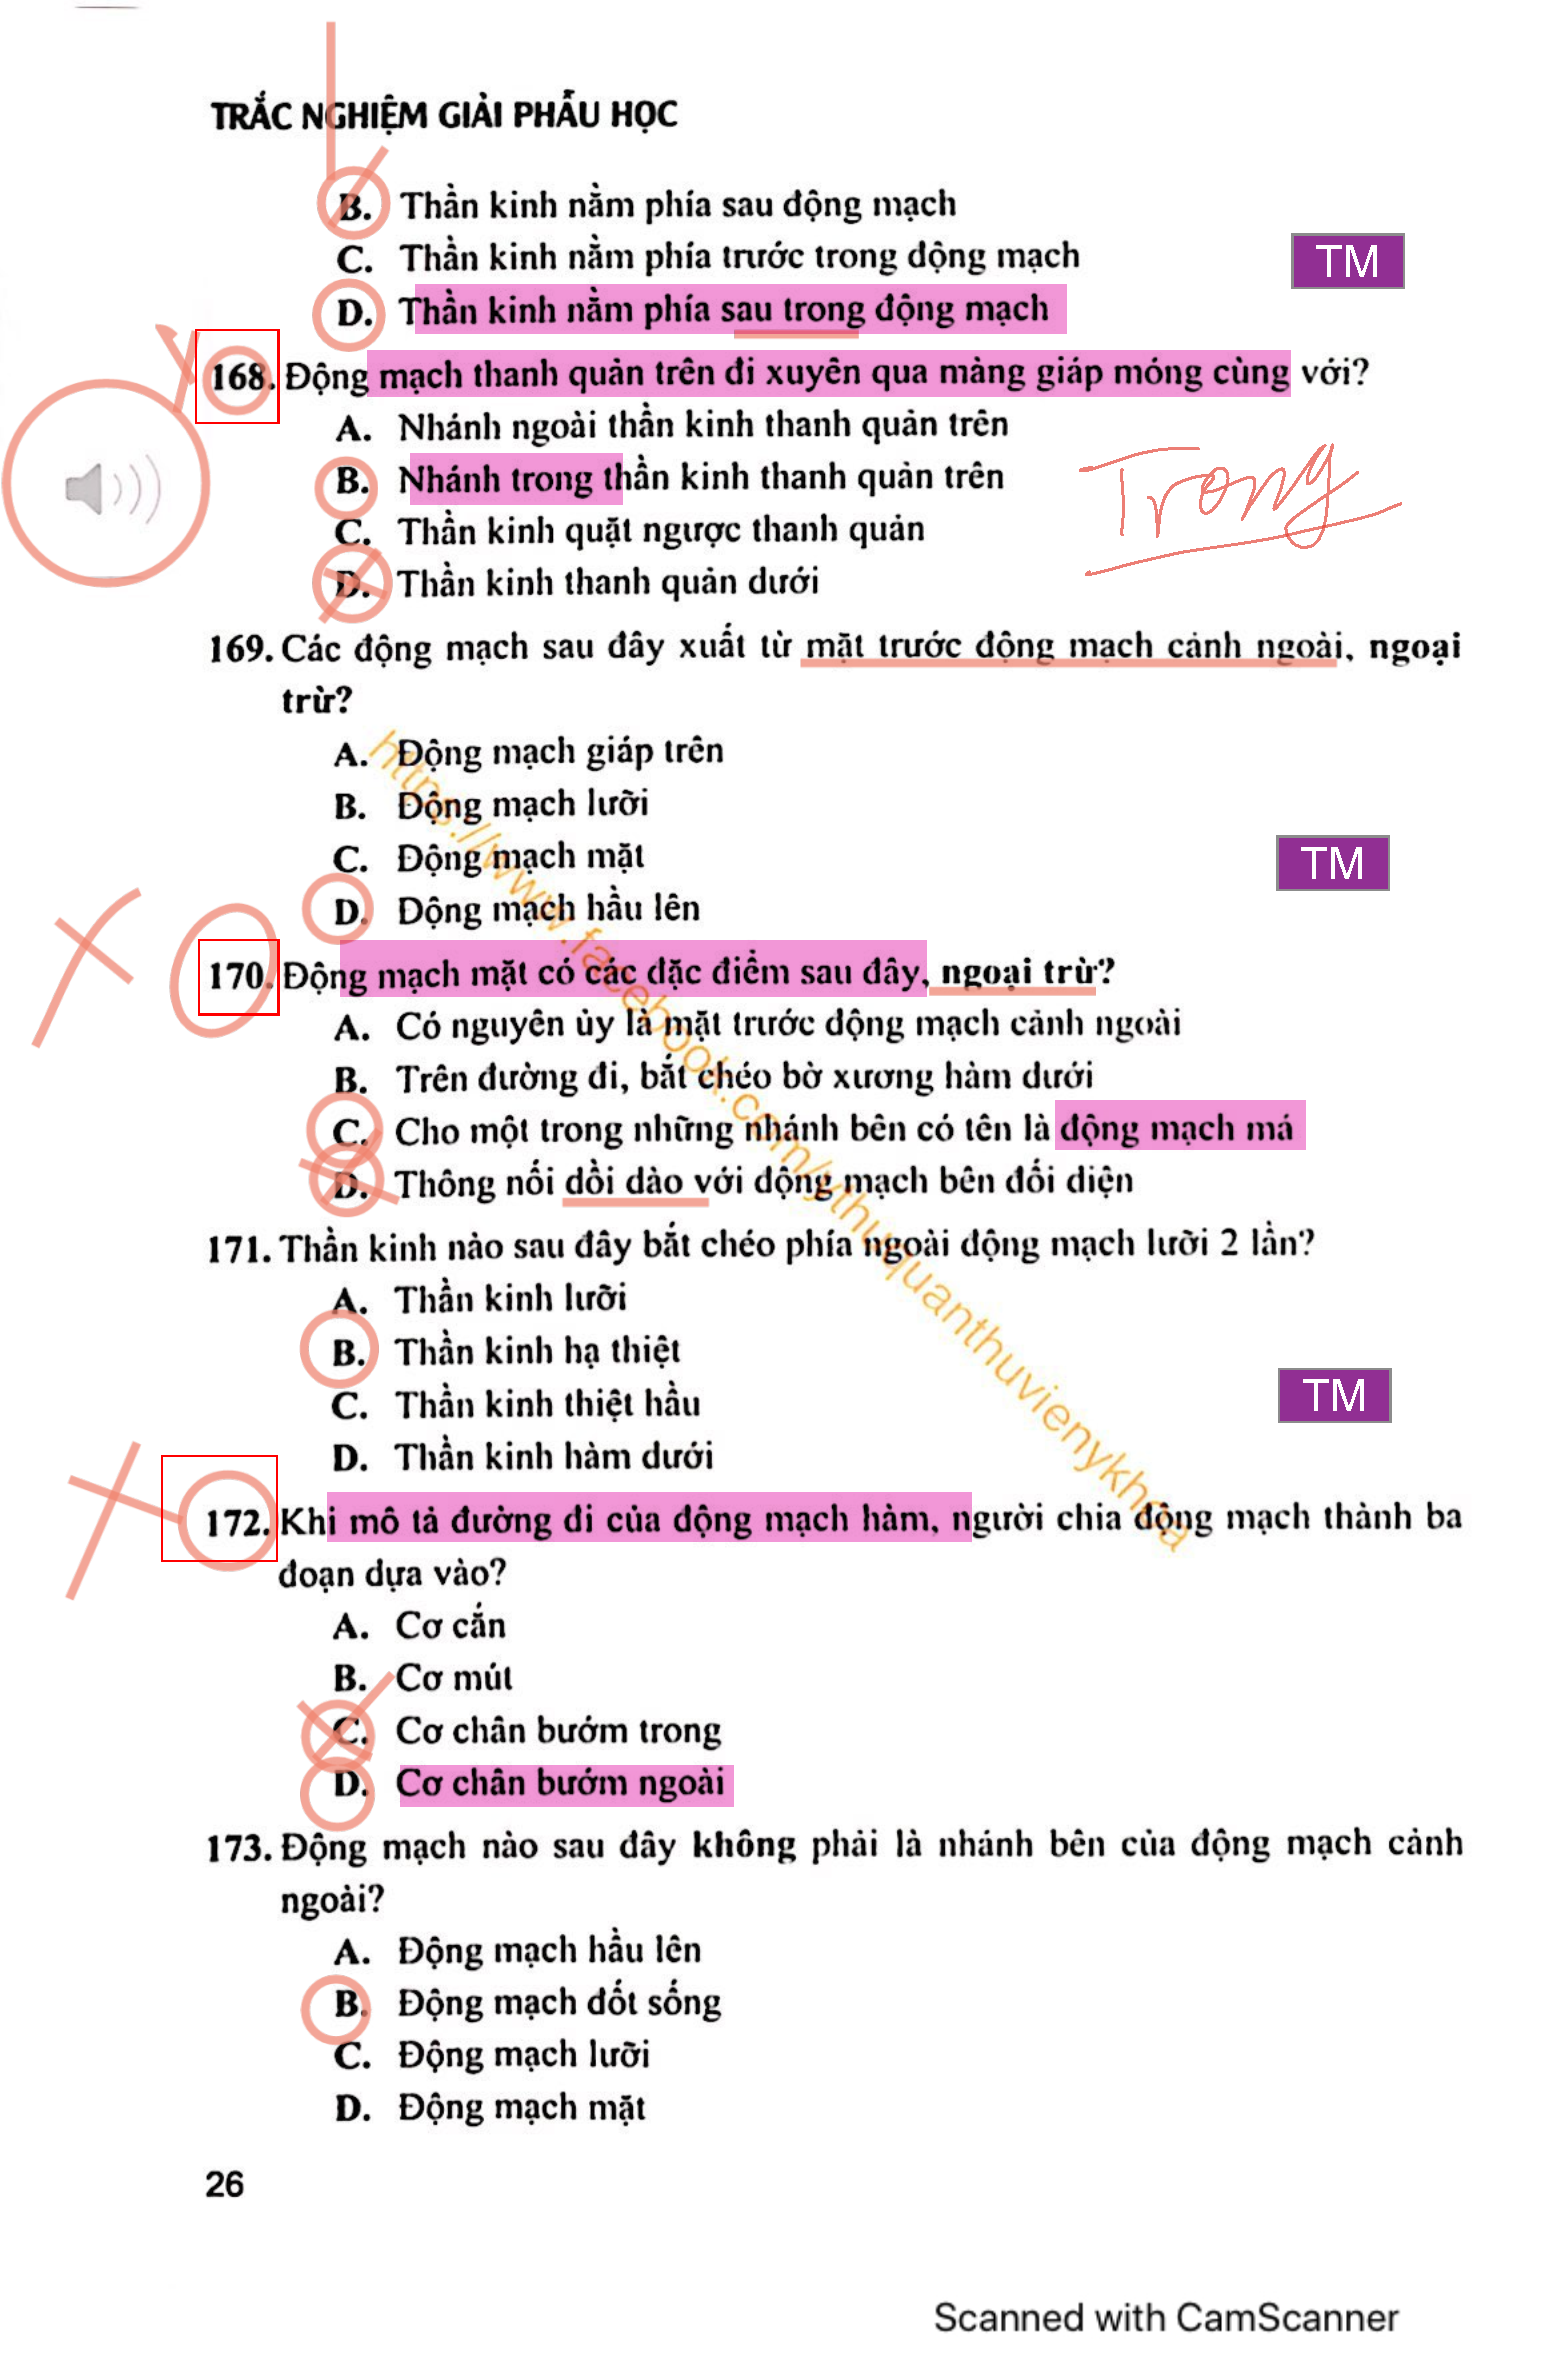 TRẮC NGHIỆM GIẢI PHẪU HỌC
B. Thần kinh nằm phía sau động mạch
C. Thần kinh nằm phía trước trong động mạch
TM
D. Thần kinh nằm phía sau trong động mạch
168. Động mạch thanh quản trên đi xuyên qua màng giáp móng cùng với?
A. Nhánh ngoài thần kinh thanh quản trên
B. Nhánh trong thần kinh thanh quản trên
Trong
C. Thần kinh quặt ngược thanh quản
D. Thần kinh thanh quản dưới
169. Các động mạch sau đây xuất từ mặt trước động mạch cảnh ngoài, ngoại
trừ?
A. Động mạch giáp trên
B. Động mạch lưỡi
C. Động mạch mặt
TM
D. Động mạch hầu lên
170. Động mạch mặt có các đặc điểm sau đây, ngoại trừ?
A. Có nguyên ủy là mặt trước động mạch cảnh ngoài
B. Trên đường đi, bắt chéo bờ xương hàm dưới
C. Cho một trong những nhánh bên có tên là động mạch má
D. Thông nối dồi dào với động mạch bên đối diện
171. Thần kinh nào sau đây bắt chéo phía ngoài động mạch lưỡi 2 lần?
A. Thần kinh lưỡi
B. Thần kinh hạ thiệt
C. Thần kinh thiệt hầu
TM
D. Thần kinh hàm dưới
172. Khi mô tả đường đi của động mạch hàm, người chia động mạch thành ba
đoạn dựa vào?
A. Cơ cắn
B. Cơ mút
C. Cơ chân bướm trong
D. Cơ chân bướm ngoài
173. Động mạch nào sau đây không phải là nhánh bên của động mạch cảnh
ngoài?
A. Động mạch hầu lên
B. Động mạch đốt sống
C. Động mạch lưỡi
D. Động mạch mặt
https://www.facebook.com/ythuquanthuvienykhoa
26
Scanned with CamScanner